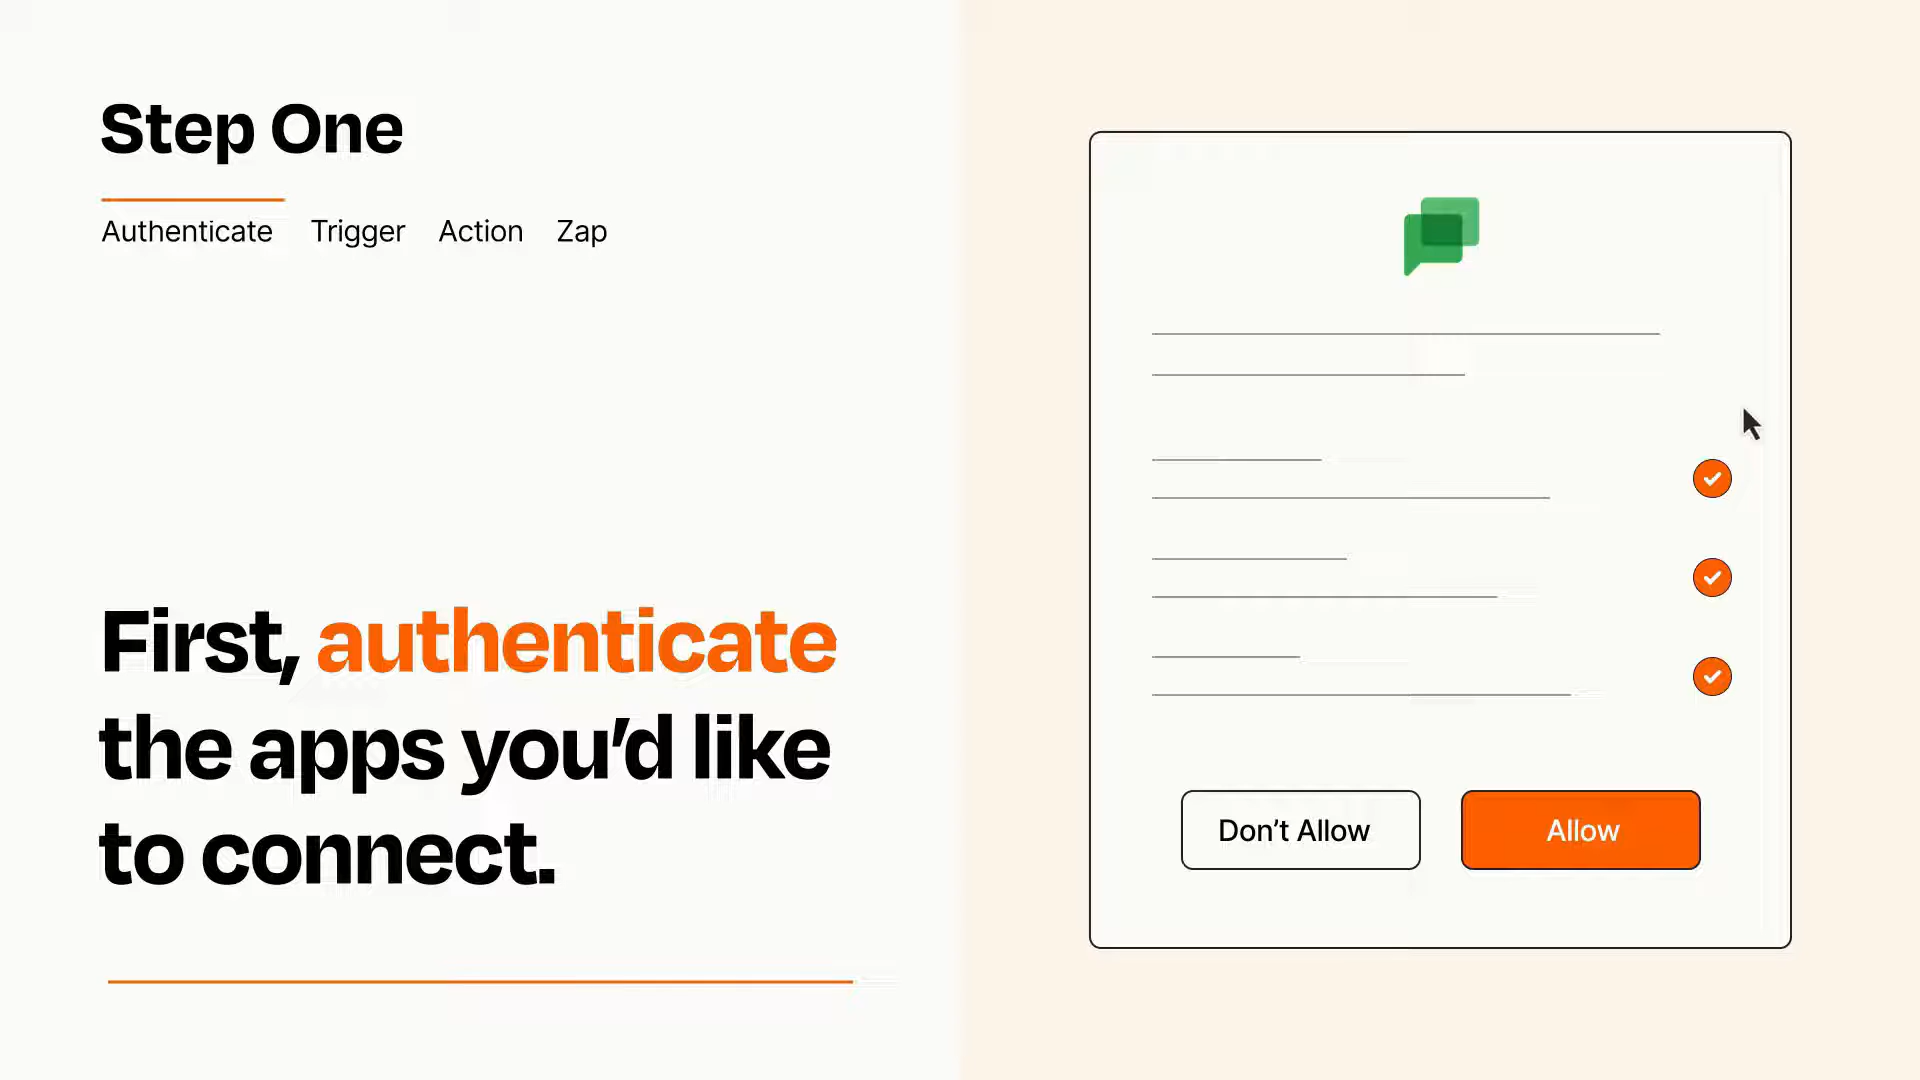 Step One
Authenticate Trigger Action Zap
First, authenticate
the apps you’d like
to connect.
Don’t Allow
Allow